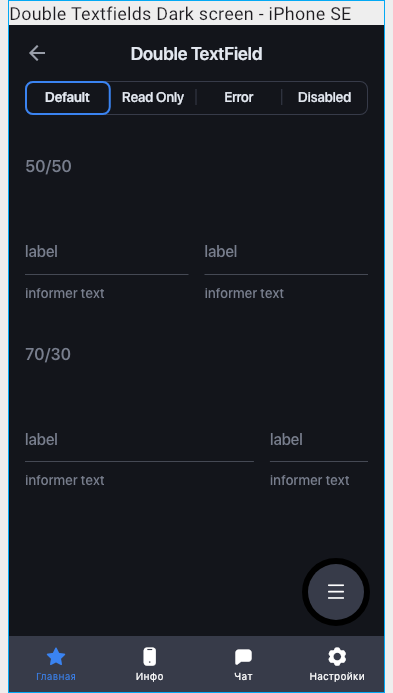 Double Textfields Dark screen - iPhone SE
Double TextField
Default Read Only Error Disabled
50/50
label label
informer text informer text
70/30
label label
informer text informer text
Главная Инфо Чат Настройки